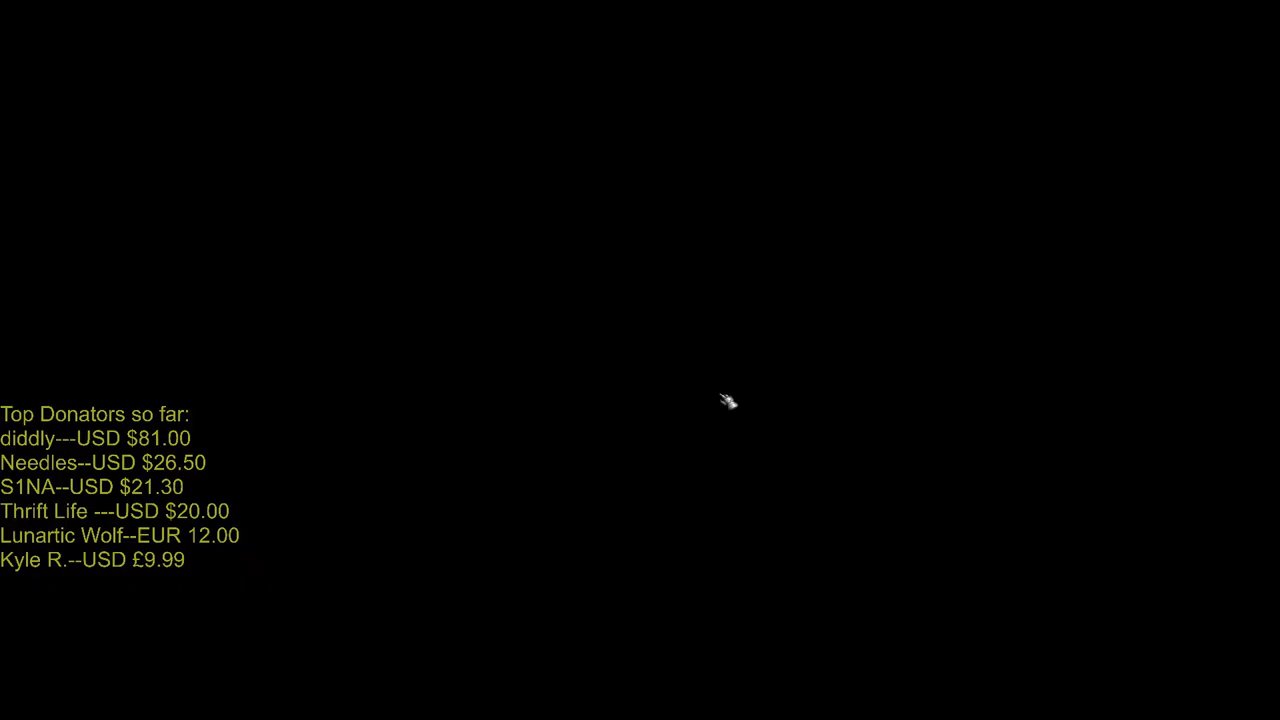 Top Donators so far:
diddly---USD $81.00
Needles--USD $26.50
S1NA--USD $21.30
Thrift Life ---USD $20.00
Lunartic Wolf--EUR 12.00
Kyle R.--USD £9.99